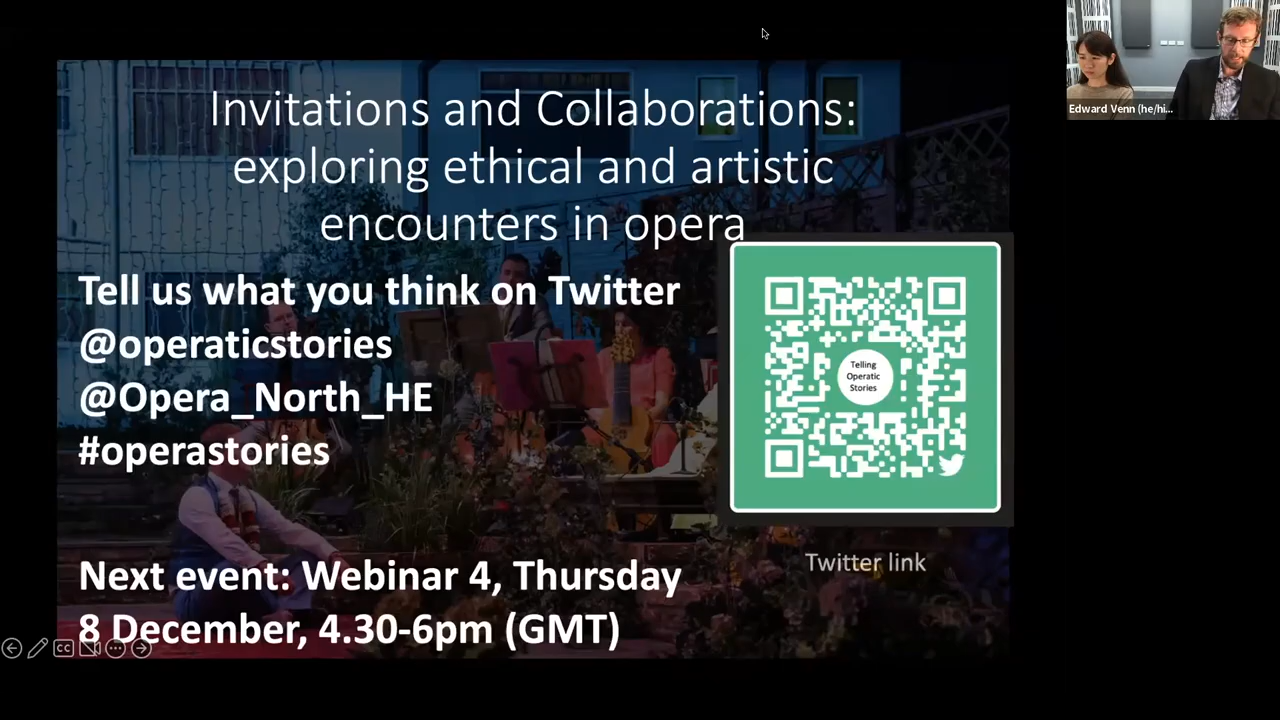 Invitations and Collaborations:
exploring ethical and artistic
encounters in opera
Tell us what you think on Twitter
@operaticstories
@Opera_North_HE
#operastories
Telling
Operatic
Stories
Twitter link
Next event: Webinar 4, Thursday
8 December, 4.30-6pm (GMT)
CC
Edward Venn (he/hi...